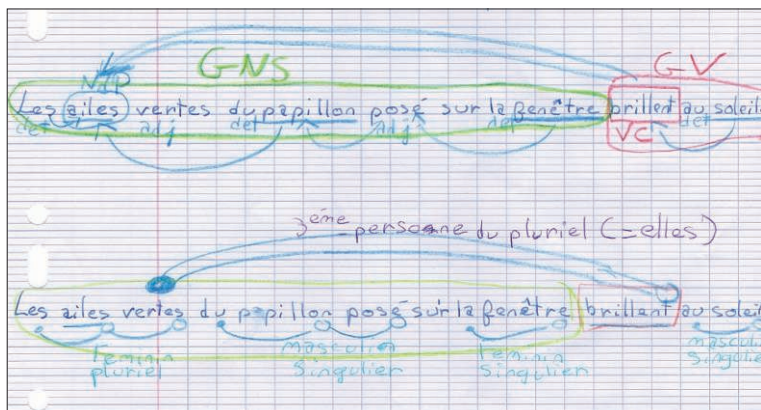 GNS GV
NIP
Les ailes vertes du papillon posé sur la fenêtre brillent au soleil
det adj det adj det VC det
3ème personne du pluriel (=elles)
Les ailes vertes du papillon posé sur la fenêtre brillent au soleil
féminin pluriel
masculin singulier
féminin singulier
masculin singulier